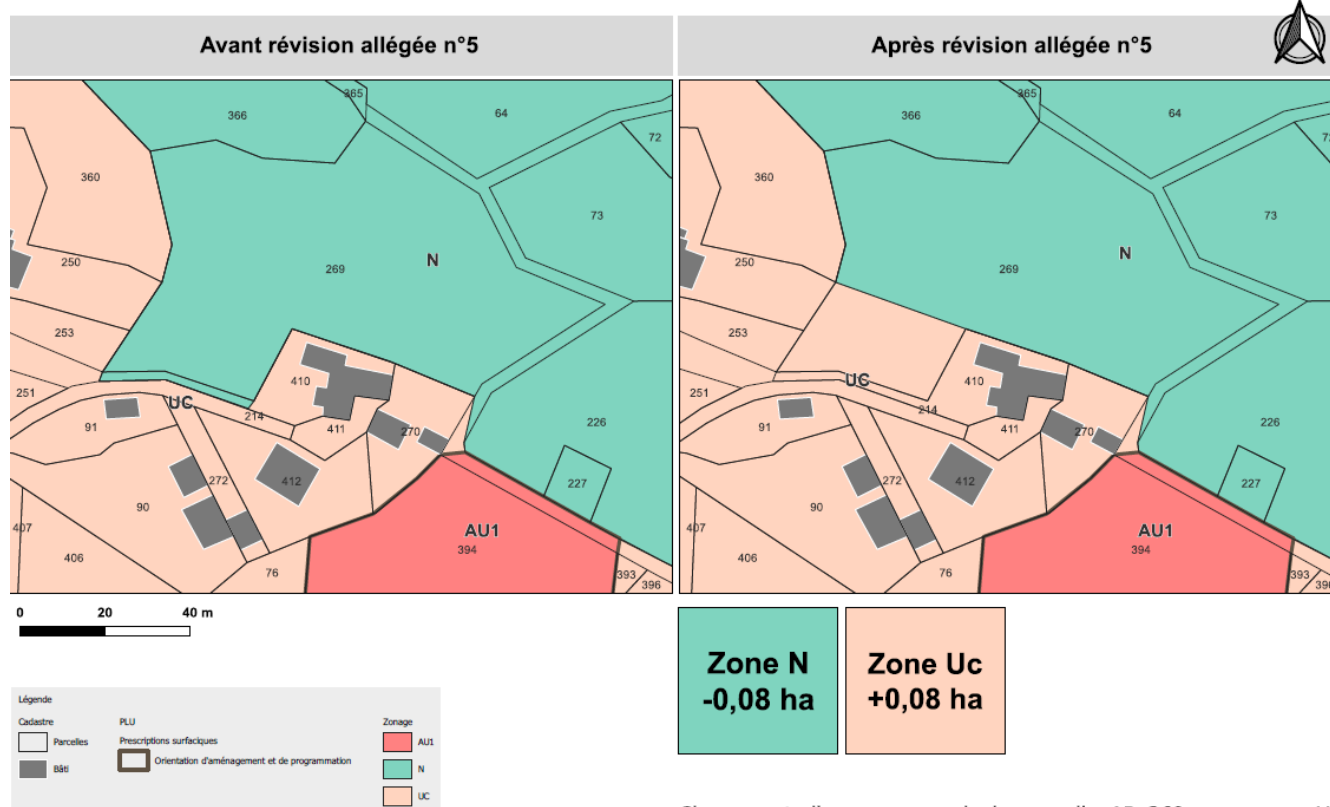 Avant révision allégée n°5
Après révision allégée n°5
365
366
64
72
360
73
250
269
N
253
410
251
UC
214
91
411
270
226
272
412
227
90
407
AU1
394
406
76
393
396
365
366
64
360
73
250
269
N
253
410
251
UC
214
91
411
270
226
272
412
227
90
407
AU1
394
406
76
393
0 20 40 m
Zone N
-0,08 ha
Zone Uc
+0,08 ha
Légende
Cadastre
PLU
Zonage
Parcelles
Prescriptions surfaciques
AU1
Bâti
Orientation d'aménagement et de programmation
N
UC